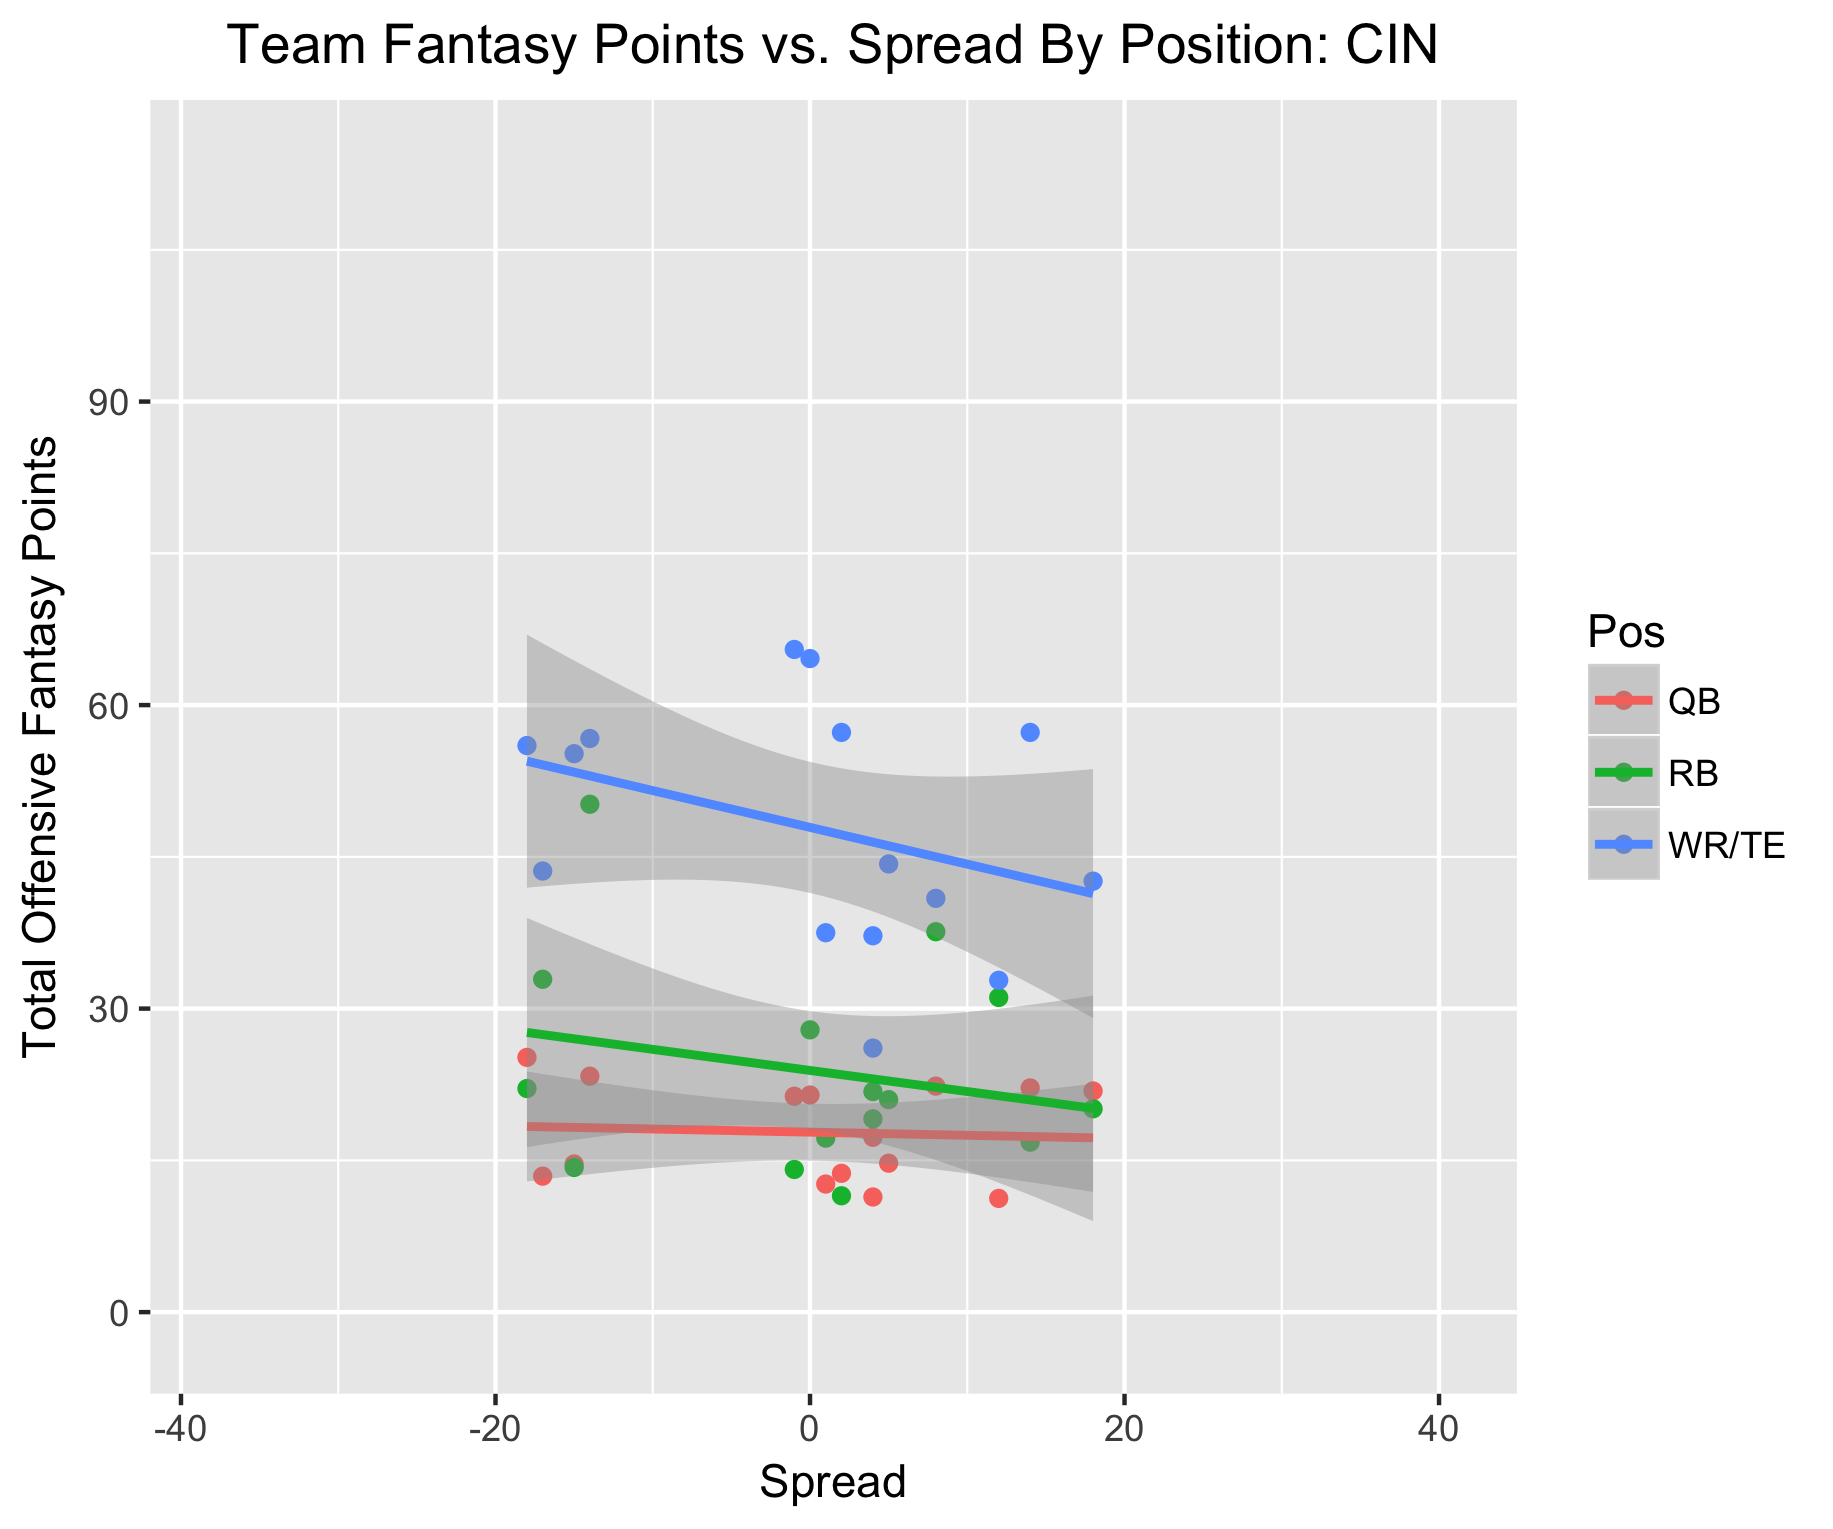 Team Fantasy Points vs. Spread By Position: CIN
Total Offensive Fantasy Points
90
60
30
0
-40
-20
0
20
40
Spread
Pos
QB
RB
WR/TE